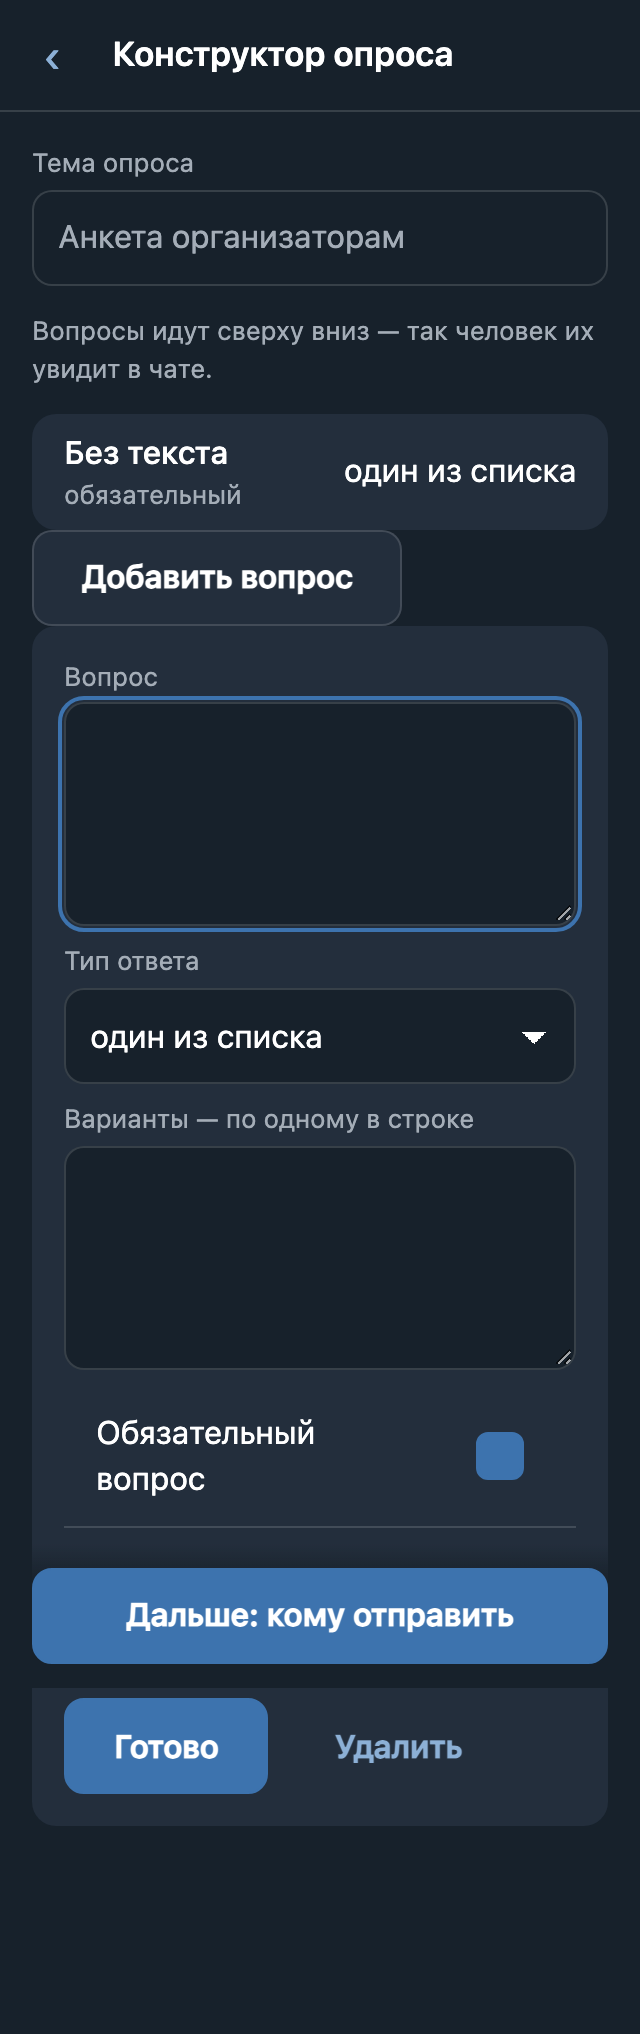 Конструктор опроса
Тема опроса
Анкета организаторам
Вопросы идут сверху вниз — так человек их
увидит в чате.
Без текста
обязательный
один из списка
Добавить вопрос
Вопрос
Тип ответа
один из списка
Варианты — по одному в строке
Обязательный
вопрос
Дальше: кому отправить
Готово
Удалить